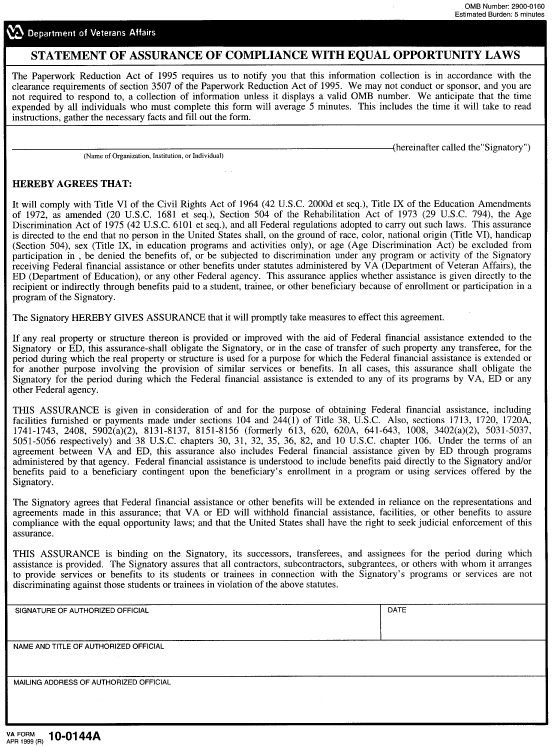 OMB Number: 2900-0160
Estimated Burden: 5 minutes
VA Department of Veterans Affairs
STATEMENT OF ASSURANCE OF COMPLIANCE WITH EQUAL OPPORTUNITY LAWS
The Paperwork Reduction Act of 1995 requires us to notify you that this information collection is in accordance with the
clearance requirements of section 3507 of the Paperwork Reduction Act of 1995. We may not conduct or sponsor, and you are
not required to respond to, a collection of information unless it displays a valid OMB number. We anticipate that the time
expended by all individuals who must complete this form will average 5 minutes. This includes the time it will take to read
instructions, gather the necessary facts and fill out the form.
(hereinafter called the"Signatory")
(Name of Organization, Institution, or Individual)
HEREBY AGREES THAT:
It will comply with Title VI of the Civil Rights Act of 1964 (42 U.S.C. 2000d et seq.), Title IX of the Education Amendments
of 1972, as amended (20 U.S.C. 1681 et seq.), Section 504 of the Rehabilitation Act of 1973 (29 U.S.C. 794), the Age
Discrimination Act of 1975 (42 U.S.C. 6101 et seq.), and all Federal regulations adopted to carry out such laws. This assurance
is directed to the end that no person in the United States shall, on the ground of race, color, national origin (Title VI), handicap
(Section 504), sex (Title IX, in education programs and activities only), or age (Age Discrimination Act) be excluded from
participation in , be denied the benefits of, or be subjected to discrimination under any program or activity of the Signatory
receiving Federal financial assistance or other benefits under statutes administered by VA (Department of Veteran Affairs), the
ED (Department of Education), or any other Federal agency. This assurance applies whether assistance is given directly to the
recipient or indirectly through benefits paid to a student, trainee, or other beneficiary because of enrollment or participation in a
program of the Signatory.
The Signatory HEREBY GIVES ASSURANCE that it will promptly take measures to effect this agreement.
If any real property or structure thereon is provided or improved with the aid of Federal financial assistance extended to the
Signatory or ED, this assurance-shall obligate the Signatory, or in the case of transfer of such property any transferee, for the
period during which the real property or structure is used for a purpose for which the Federal financial assistance is extended or
for another purpose involving the provision of similar services or benefits. In all cases, this assurance shall obligate the
Signatory for the period during which the Federal financial assistance is extended to any of its programs by VA, ED or any
other Federal agency.
THIS ASSURANCE is given in consideration of and for the purpose of obtaining Federal financial assistance, including
facilities furnished or payments made under sections 104 and 244(1) of Title 38, U.S.C. Also, sections 1713, 1720, 1720A,
1741-1743, 2408, 5902(a)(2), 8131-8137, 8151-8156 (formerly 613, 620, 620A, 641-643, 1008, 3402(a)(2), 5031-5037,
5051-5056 respectively) and 38 U.S.C. chapters 30, 31, 32, 35, 36, 82, and 10 U.S.C. chapter 106. Under the terms of an
agreement between VA and ED, this assurance also includes Federal financial assistance given by ED through programs
administered by that agency. Federal financial assistance is understood to include benefits paid directly to the Signatory and/or
benefits paid to a beneficiary contingent upon the beneficiary's enrollment in a program or using services offered by the
Signatory.
The Signatory agrees that Federal financial assistance or other benefits will be extended in reliance on the representations and
agreements made in this assurance; that VA or ED will withhold financial assistance, facilities, or other benefits to assure
compliance with the equal opportunity laws; and that the United States shall have the right to seek judicial enforcement of this
assurance.
THIS ASSURANCE is binding on the Signatory, its successors, transferees, and assignees for the period during which
assistance is provided. The Signatory assures that all contractors, subcontractors, subgrantees, or others with whom it arranges
to provide services or benefits to its students or trainees in connection with the Signatory's programs or services are not
discriminating against those students or trainees in violation of the above statutes.
SIGNATURE OF AUTHORIZED OFFICIAL
DATE
NAME AND TITLE OF AUTHORIZED OFFICIAL
MAILING ADDRESS OF AUTHORIZED OFFICIAL
VA FORM
APR 1999 (R) 10-0144A